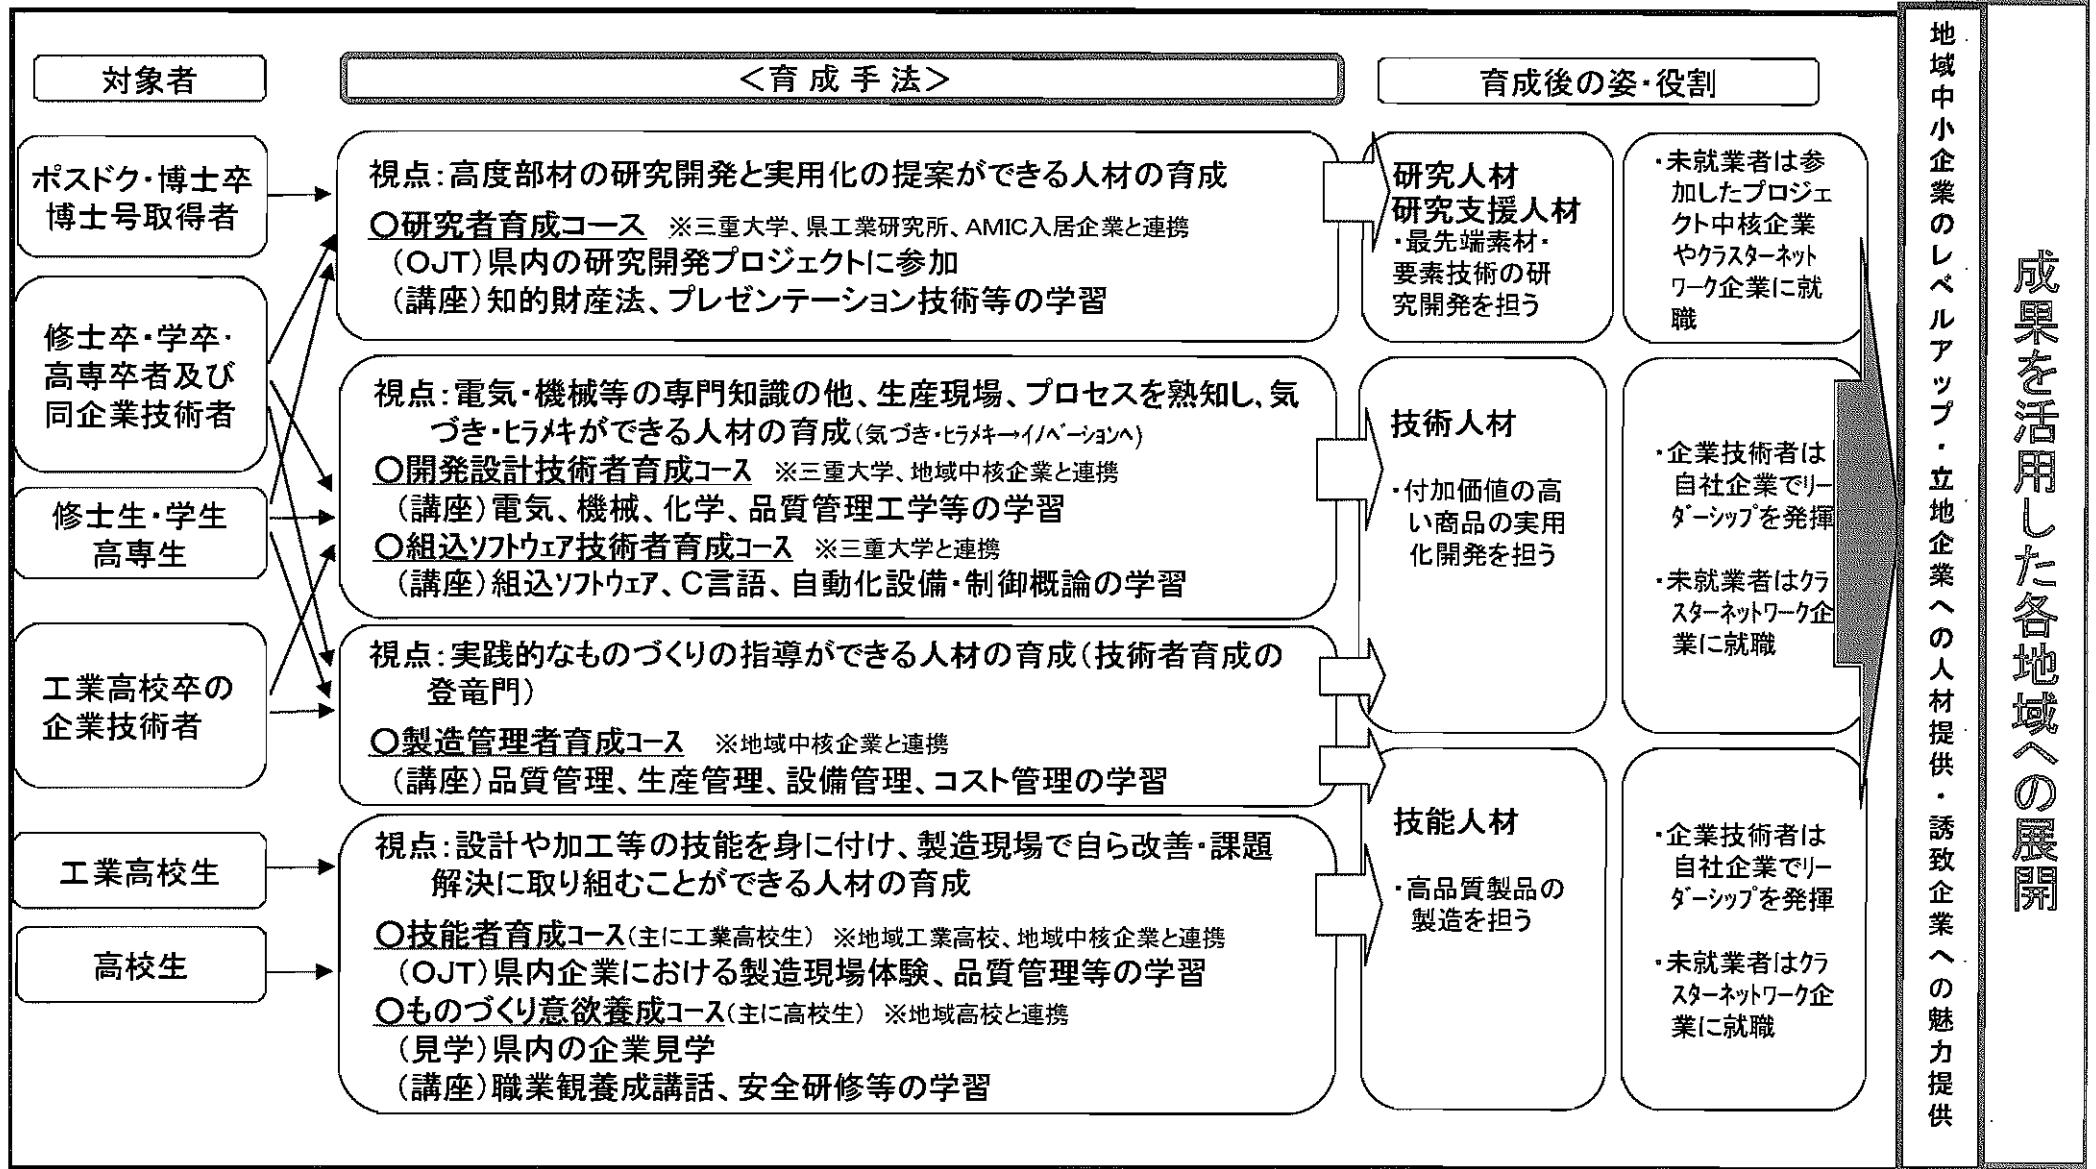 対象者
＜育成手法＞
育成後の姿・役割
ポスドク・博士卒
博士号取得者
修士卒・学卒・
高専卒者及び
同企業技術者
修士生・学生
高専生
工業高校卒の
企業技術者
工業高校生
高校生
視点：高度部材の研究開発と実用化の提案ができる人材の育成
〇研究者育成コース　※三重大学、県工業研究所、AMIC入居企業と連携
（OJT）県内の研究開発プロジェクトに参加
（講座）知的財産法、プレゼンテーション技術等の学習
視点：電気・機械等の専門知識の他、生産現場、プロセスを熟知し、気
づき・ヒラメキができる人材の育成（気づき・ヒラメキ→イノベーションへ）
〇開発設計技術者育成コース　※三重大学、地域中核企業と連携
（講座）電気、機械、化学、品質管理工学等の学習
〇組込ソフトウェア技術者育成コース　※三重大学と連携
（講座）組込ソフトウェア、C言語、自動化設備・制御概論の学習
視点：実践的なものづくりの指導ができる人材の育成（技術者育成の
登竜門）
〇製造管理者育成コース　※地域中核企業と連携
（講座）品質管理、生産管理、設備管理、コスト管理の学習
視点：設計や加工等の技能を身に付け、製造現場で自ら改善・課題
解決に取り組むことができる人材の育成
〇技能者育成コース（主に工業高校生）　※地域工業高校、地域中核企業と連携
（OJT）県内企業における製造現場体験、品質管理等の学習
〇ものづくり意欲養成コース（主に高校生）　※地域高校と連携
（見学）県内の企業見学
（講座）職業観養成講話、安全研修等の学習
研究人材
研究支援人材
・最先端素材・
要素技術の研
究開発を担う
・未就業者は参
加したプロジェ
クト中核企業
やクラスターネット
ワーク企業に就
職
技術人材
・付加価値の高
い商品の実用
化開発を担う
・企業技術者は
自社企業でリー
ダーシップを発揮
・未就業者はクラ
スターネットワーク企
業に就職
技能人材
・高品質製品の
製造を担う
・企業技術者は
自社企業でリー
ダーシップを発揮
・未就業者はクラ
スターネットワーク企
業に就職
地域中小企業のレベルアップ・立地企業への人材提供・誘致企業への魅力提供
成果を活用した各地域への展開